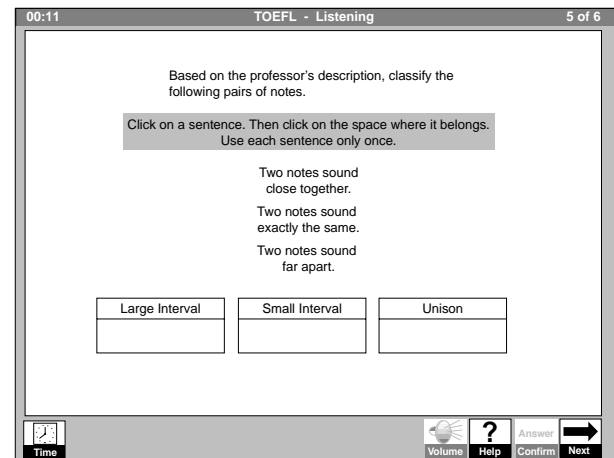 00:11 TOEFL - Listening 5 of 6
Based on the professor's description, classify the
following pairs of notes.
Click on a sentence. Then click on the space where it belongs.
Use each sentence only once.
Two notes sound
close together.
Two notes sound
exactly the same.
Two notes sound
far apart.
Large Interval Small Interval Unison
?
Answer
Time Volume Help Confirm Next